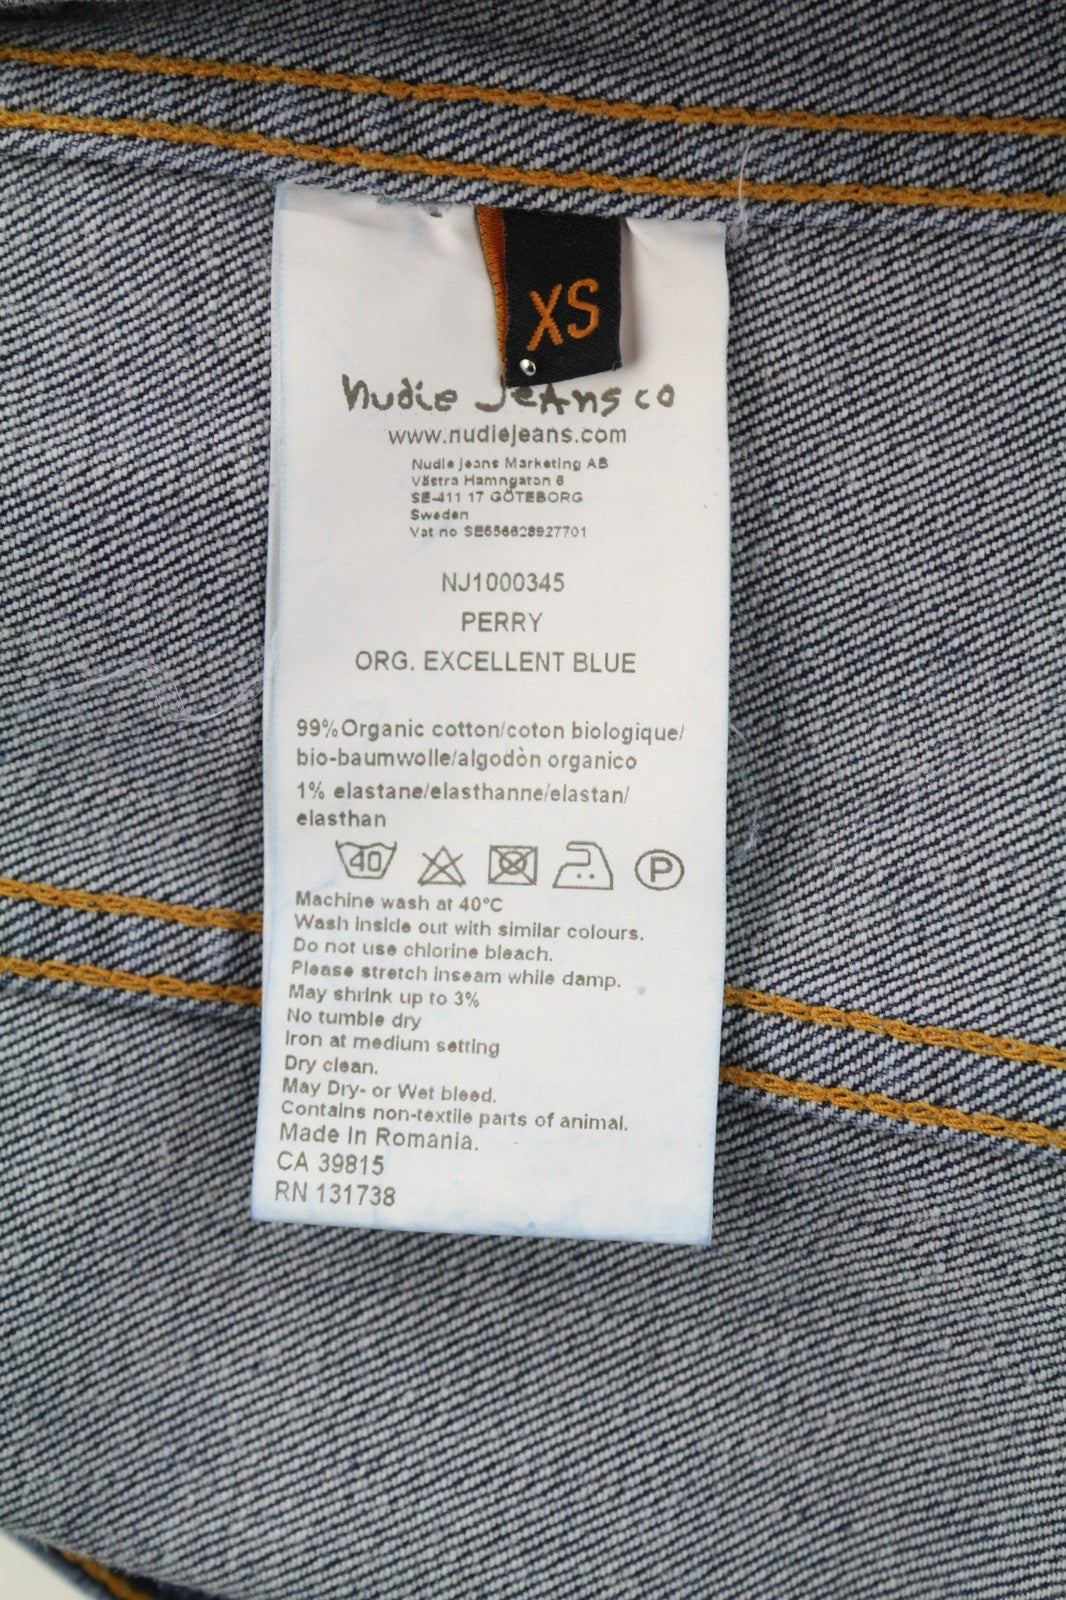 XS
nudie jeans co
www.nudiejeans.com
Nudie Jeans Marketing AB
Västra Hamngatan 6
SE-411 17 GÖTEBORG
Sweden
Vat no SE656628927701
NJ1000345
PERRY
ORG. EXCELLENT BLUE
99% Organic cotton/coton biologique/
bio-baumwolle/algodòn organico
1% elastane/elasthanne/elastan/
elasthan
40 P
Machine wash at 40°C
Wash inside out with similar colours.
Do not use chlorine bleach.
Please stretch inseam while damp.
May shrink up to 3%
No tumble dry
Iron at medium setting
Dry clean.
May Dry- or Wet bleed.
Contains non-textile parts of animal.
Made in Romania.
CA 39815
RN 131738